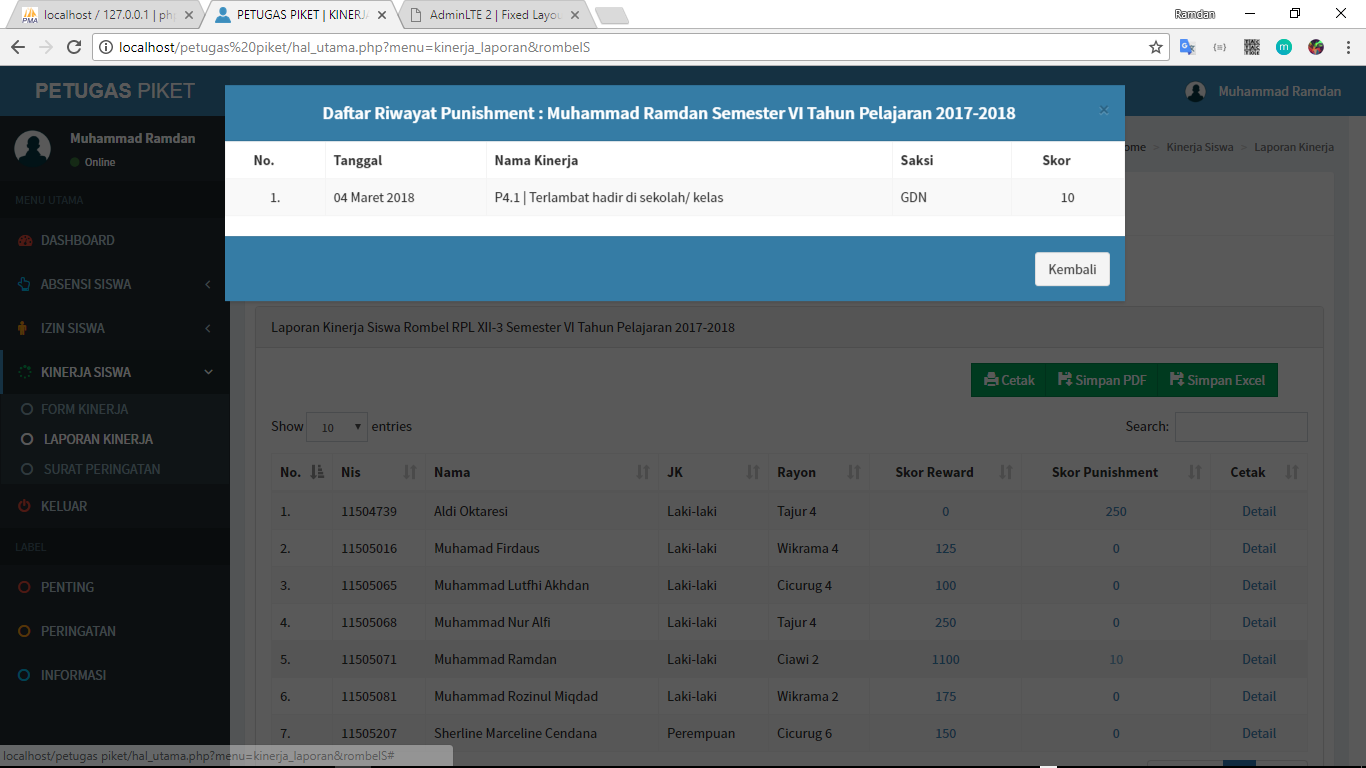 localhost / 127.0.0.1 | ph
PETUGAS PIKET | KINERJ
AdminLTE 2 | Fixed Layou
Ramdan
localhost/petugas%20piket/hal_utama.php?menu=kinerja_laporan&rombelS
PETUGAS PIKET
Muhammad Ramdan
Muhammad Ramdan
Online
Daftar Riwayat Punishment : Muhammad Ramdan Semester VI Tahun Pelajaran 2017-2018
×
No. Tanggal Nama Kinerja Saksi Skor
1. 04 Maret 2018 P4.1 | Terlambat hadir di sekolah/ kelas GDN 10
Kembali
ome > Kinerja Siswa > Laporan Kinerja
MENU UTAMA
DASHBOARD
ABSENSI SISWA
IZIN SISWA
KINERJA SISWA
FORM KINERJA
LAPORAN KINERJA
SURAT PERINGATAN
KELUAR
LABEL
PENTING
PERINGATAN
INFORMASI
Laporan Kinerja Siswa Rombel RPL XII-3 Semester VI Tahun Pelajaran 2017-2018
Cetak Simpan PDF Simpan Excel
Show 10 entries Search:
No. Nis Nama JK Rayon Skor Reward Skor Punishment Cetak
1. 11504739 Aldi Oktaresi Laki-laki Tajur 4 0 250 Detail
2. 11505016 Muhamad Firdaus Laki-laki Wikrama 4 125 0 Detail
3. 11505065 Muhammad Lutfhi Akhdan Laki-laki Cicurug 4 100 0 Detail
4. 11505068 Muhammad Nur Alfi Laki-laki Tajur 4 250 0 Detail
5. 11505071 Muhammad Ramdan Laki-laki Ciawi 2 1100 10 Detail
6. 11505081 Muhammad Rozinul Miqdad Laki-laki Wikrama 2 175 0 Detail
7. 11505207 Sherline Marceline Cendana Perempuan Cicurug 6 150 0 Detail
localhost/petugas piket/hal_utama.php?menu=kinerja_laporan&rombelS#